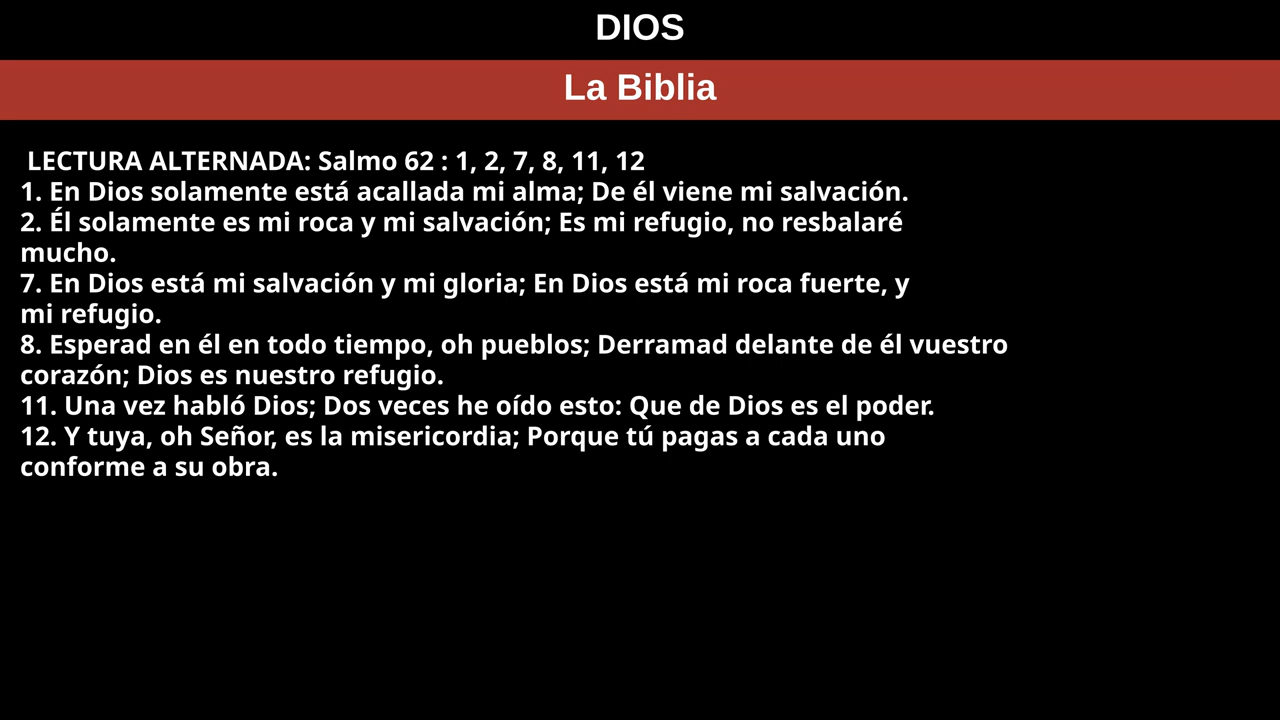 DIOS
La Biblia
LECTURA ALTERNADA: Salmo 62 : 1, 2, 7, 8, 11, 12
1. En Dios solamente está acallada mi alma; De él viene mi salvación.
2. Él solamente es mi roca y mi salvación; Es mi refugio, no resbalaré
mucho.
7. En Dios está mi salvación y mi gloria; En Dios está mi roca fuerte, y
mi refugio.
8. Esperad en él en todo tiempo, oh pueblos; Derramad delante de él vuestro
corazón; Dios es nuestro refugio.
11. Una vez habló Dios; Dos veces he oído esto: Que de Dios es el poder.
12. Y tuya, oh Señor, es la misericordia; Porque tú pagas a cada uno
conforme a su obra.